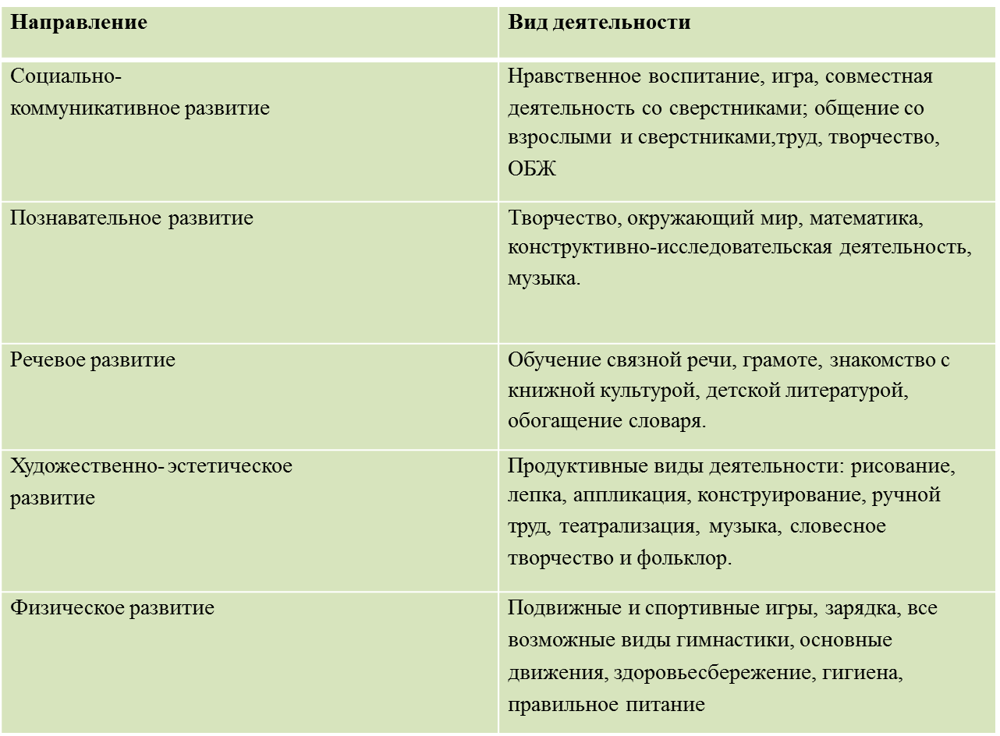 Направление
Вид деятельности
Социально-
коммуникативное развитие
Нравственное воспитание, игра, совместная
деятельность со сверстниками; общение со
взрослыми и сверстниками,труд, творчество,
ОБЖ
Познавательное развитие
Творчество, окружающий мир, математика,
конструктивно-исследовательская деятельность,
музыка.
Речевое развитие
Обучение связной речи, грамоте, знакомство с
книжной культурой, детской литературой,
обогащение словаря.
Художественно- эстетическое
развитие
Продуктивные виды деятельности: рисование,
лепка, аппликация, конструирование, ручной
труд, театрализация, музыка, словесное
творчество и фольклор.
Физическое развитие
Подвижные и спортивные игры, зарядка, все
возможные виды гимнастики, основные
движения, здоровьесбережение, гигиена,
правильное питание